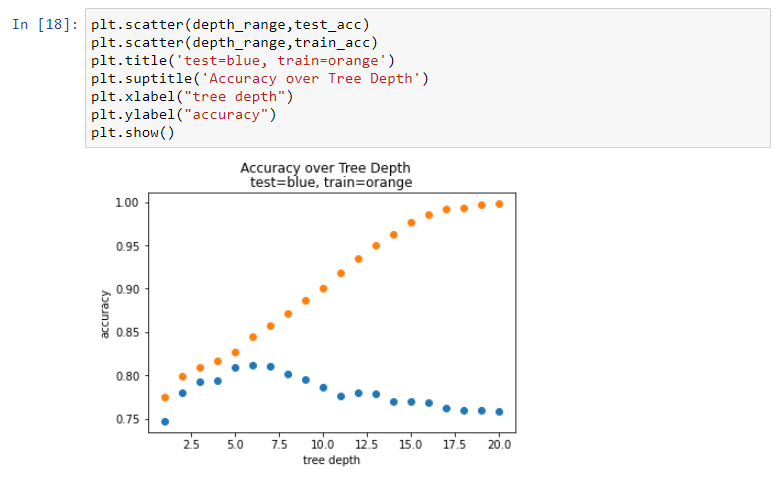 In [18]: plt.scatter(depth_range,test_acc)
plt.scatter(depth_range,train_acc)
plt.title('test=blue, train=orange')
plt.suptitle('Accuracy over Tree Depth')
plt.xlabel("tree depth")
plt.ylabel("accuracy")
plt.show()
Accuracy over Tree Depth
test=blue, train=orange
1.00
0.95
0.90
0.85
0.80
0.75
accuracy
2.5 5.0 7.5 10.0 12.5 15.0 17.5 20.0
tree depth